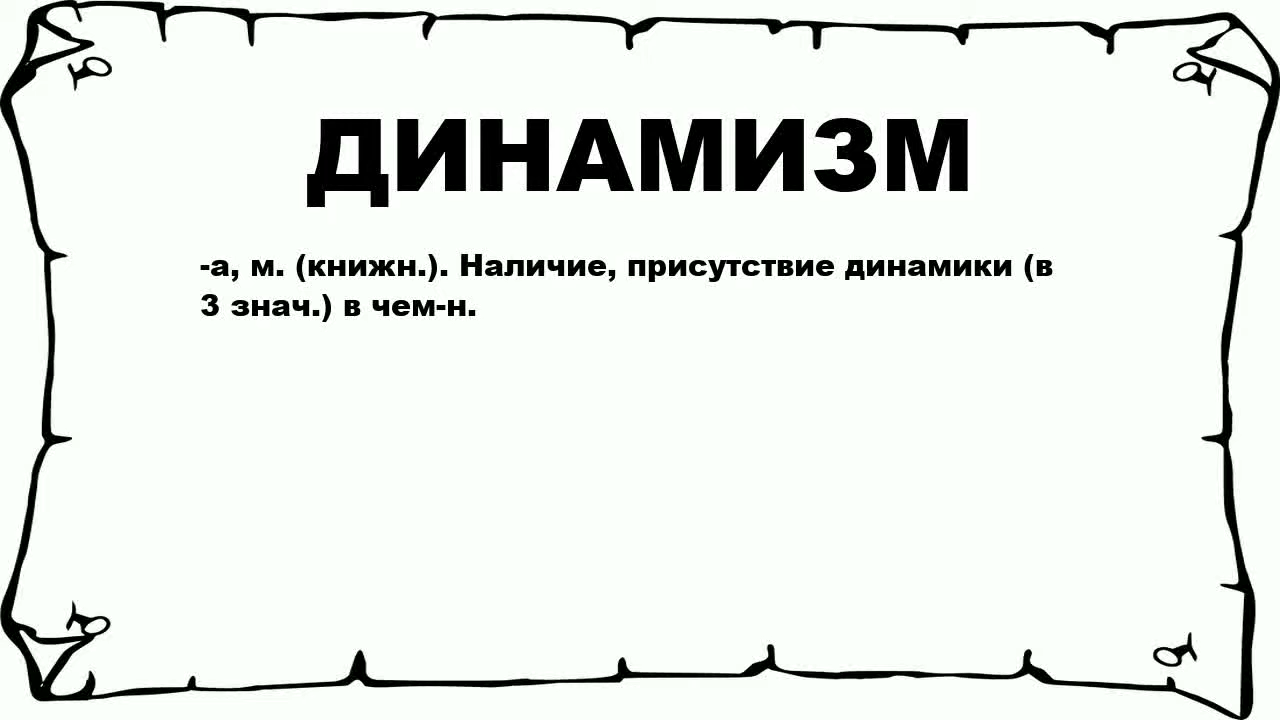 ДИНАМИЗМ
-а, м. (книжн.). Наличие, присутствие динамики (в
3 знач.) в чем-н.